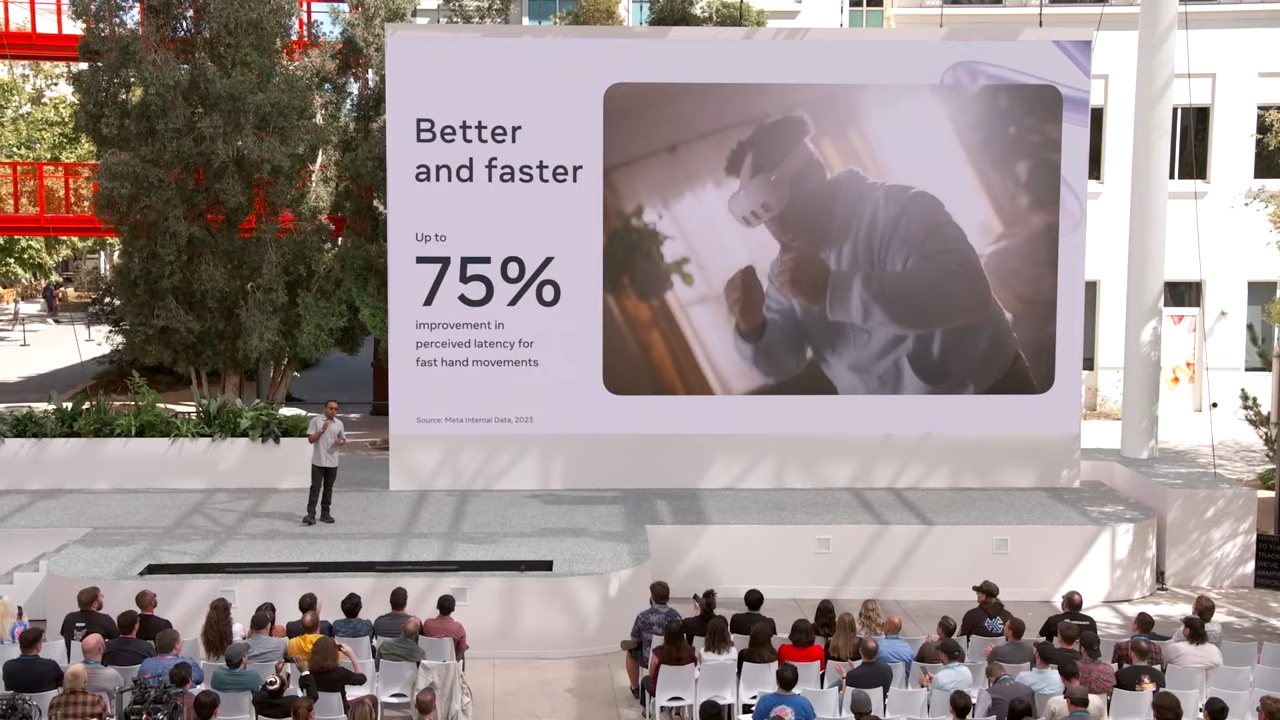 Better
and faster
Up to
75%
improvement in
perceived latency for
fast hand movements
Source: Meta Internal Data, 2023